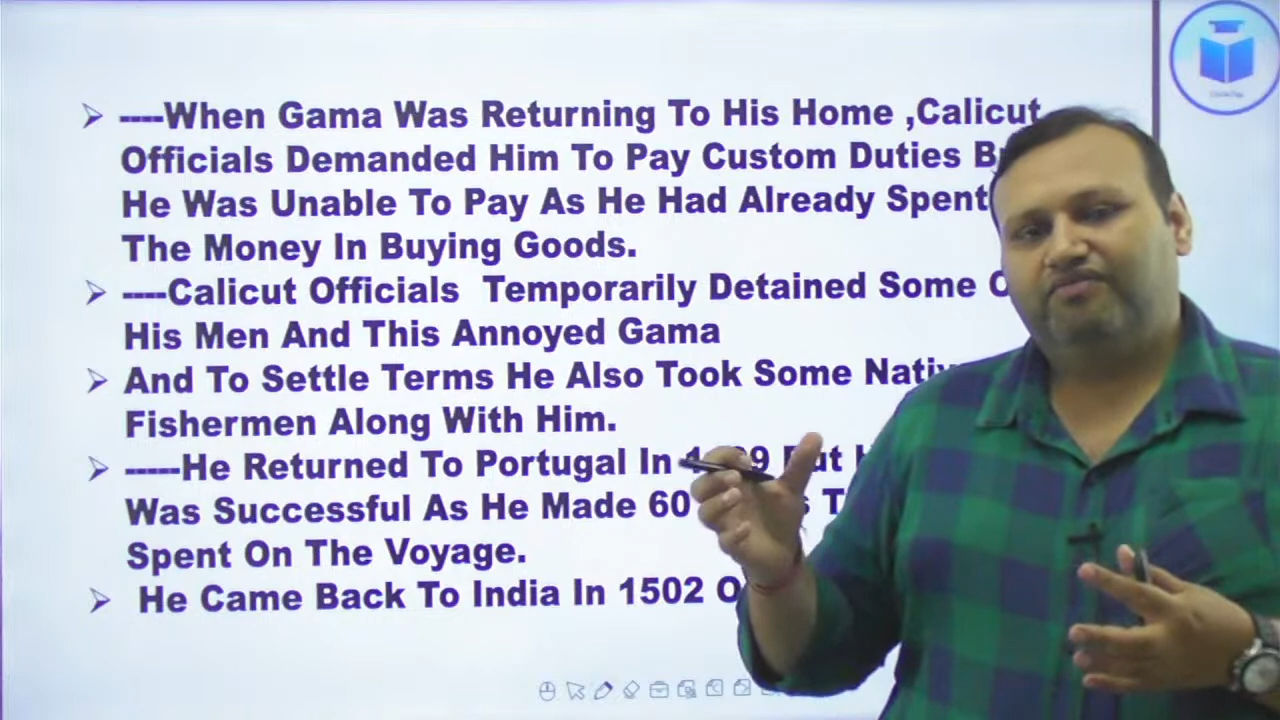 ----When Gama Was Returning To His Home ,Calicut
Officials Demanded Him To Pay Custom Duties
He Was Unable To Pay As He Had Already Spent
The Money In Buying Goods.
----Calicut Officials Temporarily Detained Some
His Men And This Annoyed Gama
And To Settle Terms He Also Took Some
Fishermen Along With Him.
-----He Returned To Portugal In
Was Successful As He Made 60
Spent On The Voyage.
He Came Back To India In 1502